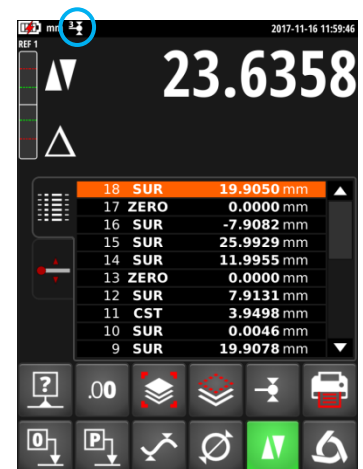 mm 3 2017-11-16 11:59:46
REF 1
23.6358
18 SUR 19.9050 mm
17 ZERO 0.0000 mm
16 SUR -7.9082 mm
15 SUR 25.9929 mm
14 SUR 11.9955 mm
13 ZERO 0.0000 mm
12 SUR 7.9131 mm
11 CST 3.9498 mm
10 SUR 0.0046 mm
9 SUR 19.9078 mm
? .00
0 P